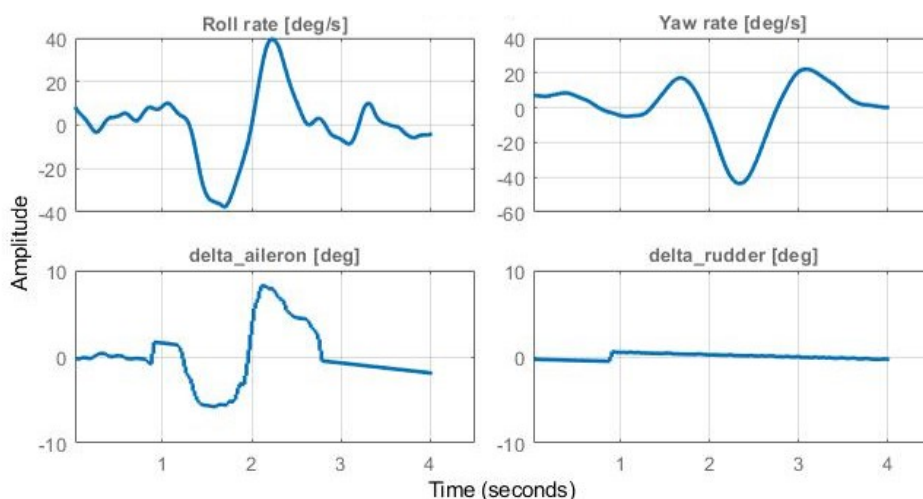 Roll rate [deg/s]
Yaw rate [deg/s]
40
20
0
-20
-40
40
20
0
-20
-40
-60
Amplitude
delta_aileron [deg]
delta_rudder [deg]
10
0
-10
10
0
-10
1 2 3 4
1 2 3 4
Time (seconds)